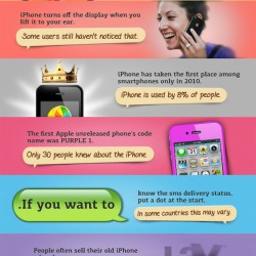 iPhone turns off the display when you
lift it to your ear.
Some users still haven't noticed that.
iPhone has taken the first place among
smartphones only in 2010.
iPhone is used by 8% of people.
The first Apple unreleased phone's code
name was PURPLE 1.
Only 30 people knew about the iPhone
.If you want to
know the sms delivery status,
put a dot at the start.
In some countries this may vary.
People often sell their old iPhone